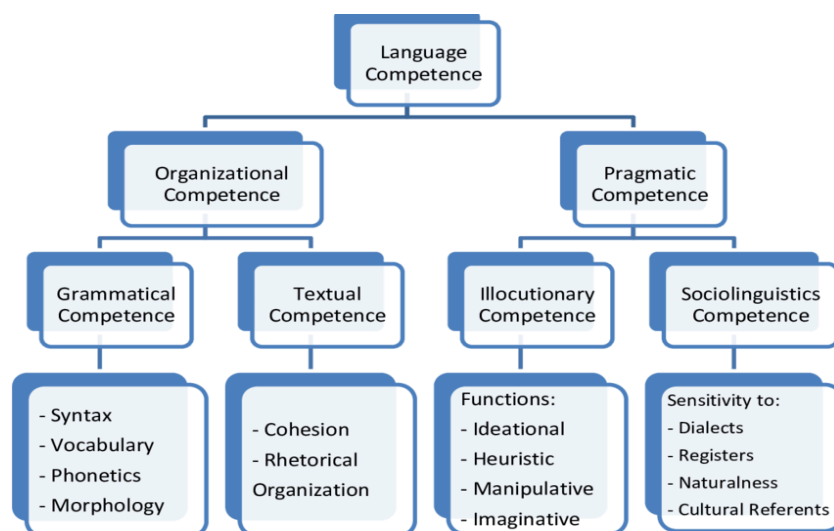 Language
Competence
Organizational
Competence
Pragmatic
Competence
Grammatical
Competence
Textual
Competence
Illocutionary
Competence
Sociolinguistics
Competence
- Syntax
- Vocabulary
- Phonetics
- Morphology
- Cohesion
- Rhetorical
Organization
Functions:
- Ideational
- Heuristic
- Manipulative
- Imaginative
Sensitivity to:
- Dialects
- Registers
- Naturalness
- Cultural Referents